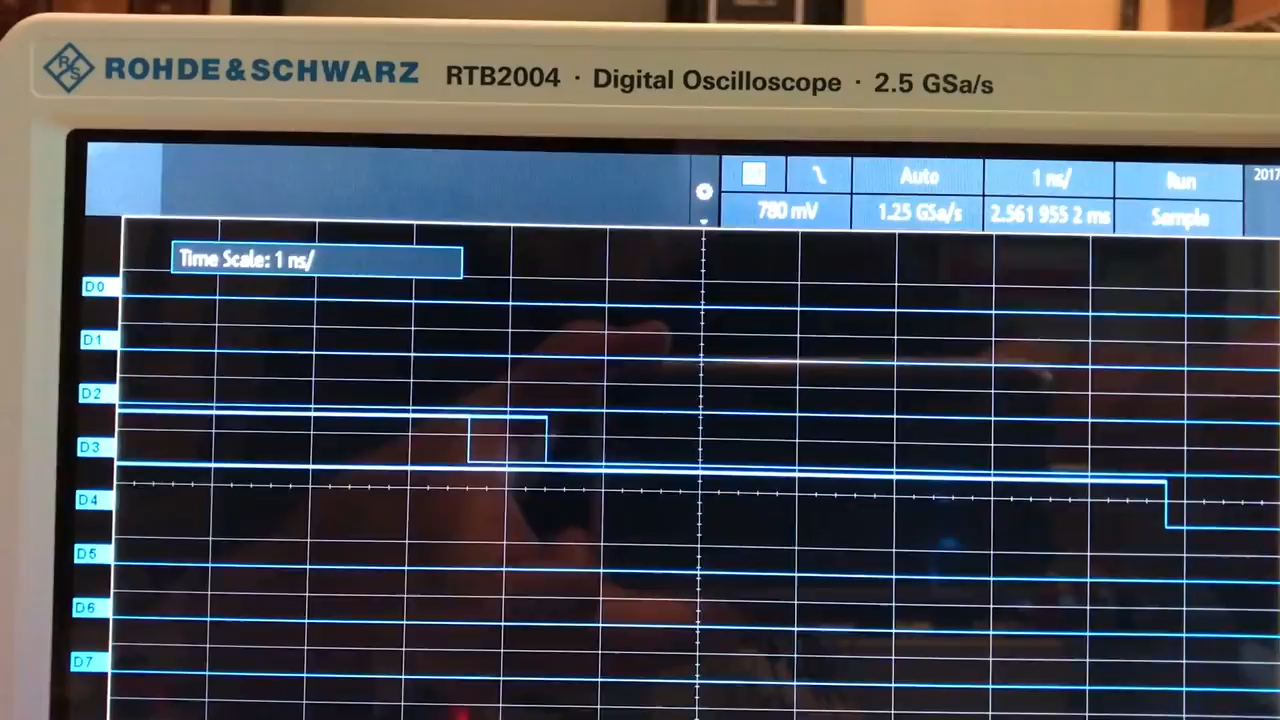 ROHDE&SCHWARZ RTB2004 · Digital Oscilloscope · 2.5 GSa/s
Auto 1 ns/ Run 2017
780 mV 1.25 GSa/s 2.561 955 2 ms Sample
Time Scale: 1 ns/
D0
D1
D2
D3
D4
D5
D6
D7